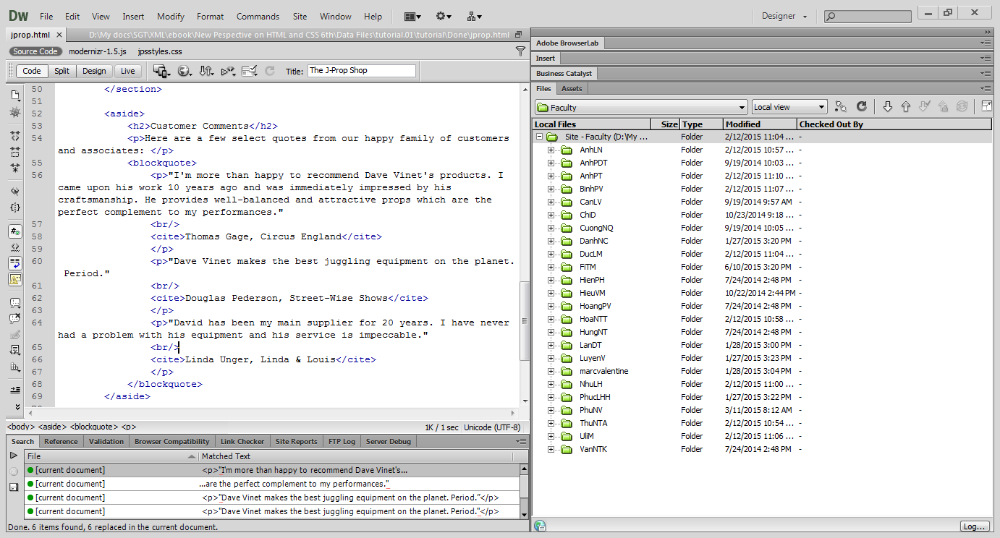 Dw File Edit View Insert Modify Format Commands Site Window Help Designer
jprop.html × D:\My docs\SGT\XML\ebook\New Pespective on HTML and CSS 6th\Data Files\tutorial.01\tutorial\Done\jprop.html
Source Code modernizr-1.5.js jpsstyles.css
Code Split Design Live Title: The J-Prop Shop
50 </section>
51
52 <aside>
53 <h2>Customer Comments</h2>
54 <p>Here are a few select quotes from our happy family of customers
and associates: </p>
55 <blockquote>
56 <p>"I'm more than happy to recommend Dave Vinet's products. I
came upon his work 10 years ago and was immediately impressed by his
craftsmanship. He provides well-balanced and attractive props which are the
perfect complement to my performances."
57 <br/>
58 <cite>Thomas Gage, Circus England</cite>
59 </p>
60 <p>"Dave Vinet makes the best juggling equipment on the planet.
Period."
61 <br/>
62 <cite>Douglas Pederson, Street-Wise Shows</cite>
63 </p>
64 <p>"David has been my main supplier for 20 years. I have never
had a problem with his equipment and his service is impeccable."
65 <br/>
66 <cite>Linda Unger, Linda & Louis</cite>
67 </p>
68 </blockquote>
69 </aside>
<body> <aside> <blockquote> <p> 1K / 1 sec Unicode (UTF-8)
Search Reference Validation Browser Compatibility Link Checker Site Reports FTP Log Server Debug
File Matched Text
[current document] <p>"I'm more than happy to recommend Dave Vinet's...
[current document] ...are the perfect complement to my performances."
[current document] <p>"Dave Vinet makes the best juggling equipment on the planet. Period."</p>
[current document] <p>"Dave Vinet makes the best juggling equipment on the planet. Period."</p>
Done. 6 items found, 6 replaced in the current document.
Adobe BrowserLab
Insert
Business Catalyst
Files Assets
Faculty Local view
Local Files Size Type Modified Checked Out By
Site - Faculty (D:\My ... Folder 2/12/2015 11:04 ... -
AnhLN Folder 2/12/2015 10:57 ... -
AnhPDT Folder 9/19/2014 10:03 ... -
AnhPT Folder 2/12/2015 11:10 ... -
BinhPV Folder 2/12/2015 11:07 ... -
CanLV Folder 9/19/2014 9:57 AM -
ChiD Folder 10/23/2014 9:18 ... -
CuongNQ Folder 9/19/2014 10:05 ... -
DanhNC Folder 1/27/2015 3:20 PM -
DucLM Folder 2/12/2015 11:04 ... -
FiTM Folder 6/10/2015 3:20 PM -
HienPH Folder 7/24/2014 2:48 PM -
HieuVM Folder 10/22/2014 2:44 PM -
HoangPV Folder 7/24/2014 2:48 PM -
HoaNTT Folder 2/12/2015 10:58 ... -
HungNT Folder 7/24/2014 2:48 PM -
LanDT Folder 1/28/2015 3:00 PM -
LuyenV Folder 1/27/2015 3:23 PM -
marcvalentine Folder 1/28/2015 3:04 PM -
NhuLH Folder 2/12/2015 11:00 ... -
PhucLHH Folder 1/27/2015 3:22 PM -
PhuNV Folder 3/11/2015 8:12 AM -
ThuNTA Folder 2/12/2015 10:54 ... -
UliM Folder 2/12/2015 11:06 ... -
VanNTK Folder 7/24/2014 2:48 PM -
Log...